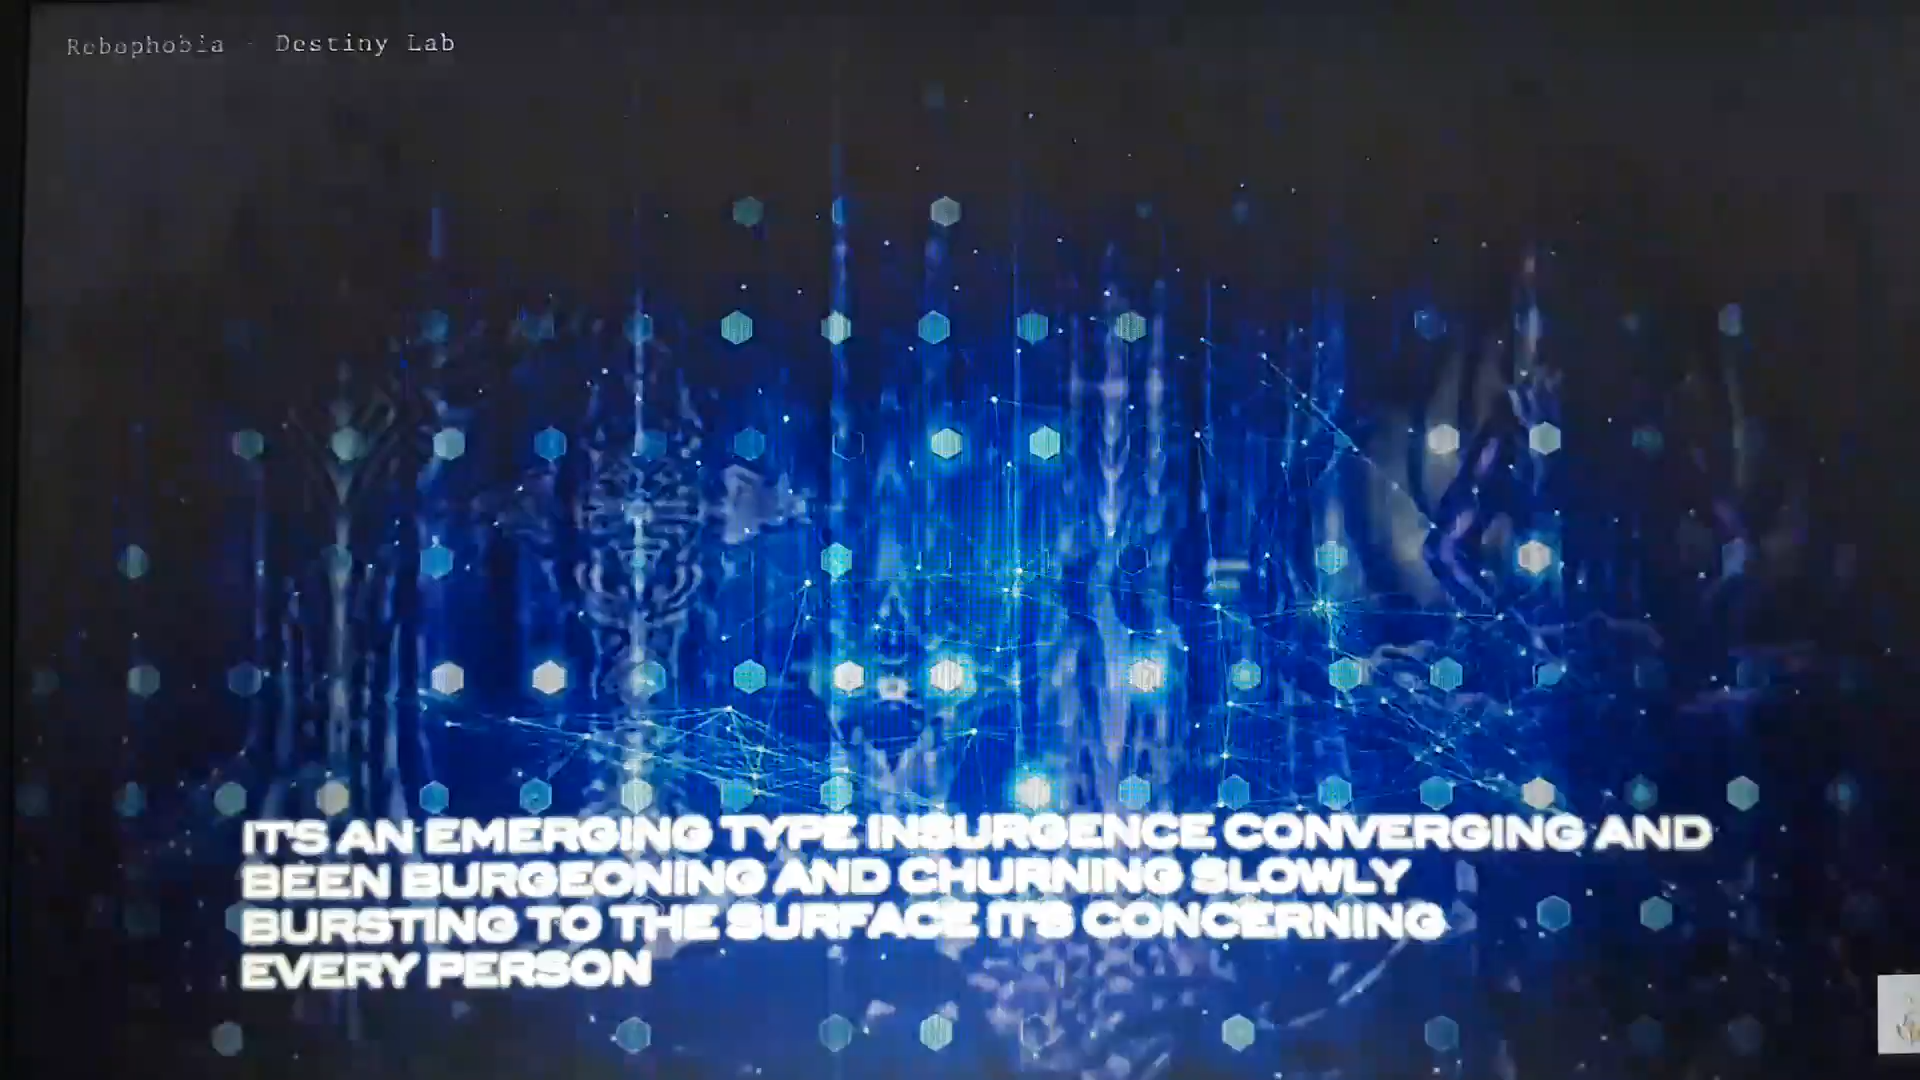 Robophobia - Destiny Lab
IT'S AN EMERGING TYPE INSURGENCE CONVERGING AND
BEEN BURGEONING AND CHURNING SLOWLY
BURSTING TO THE SURFACE IT'S CONCERNING
EVERY PERSON